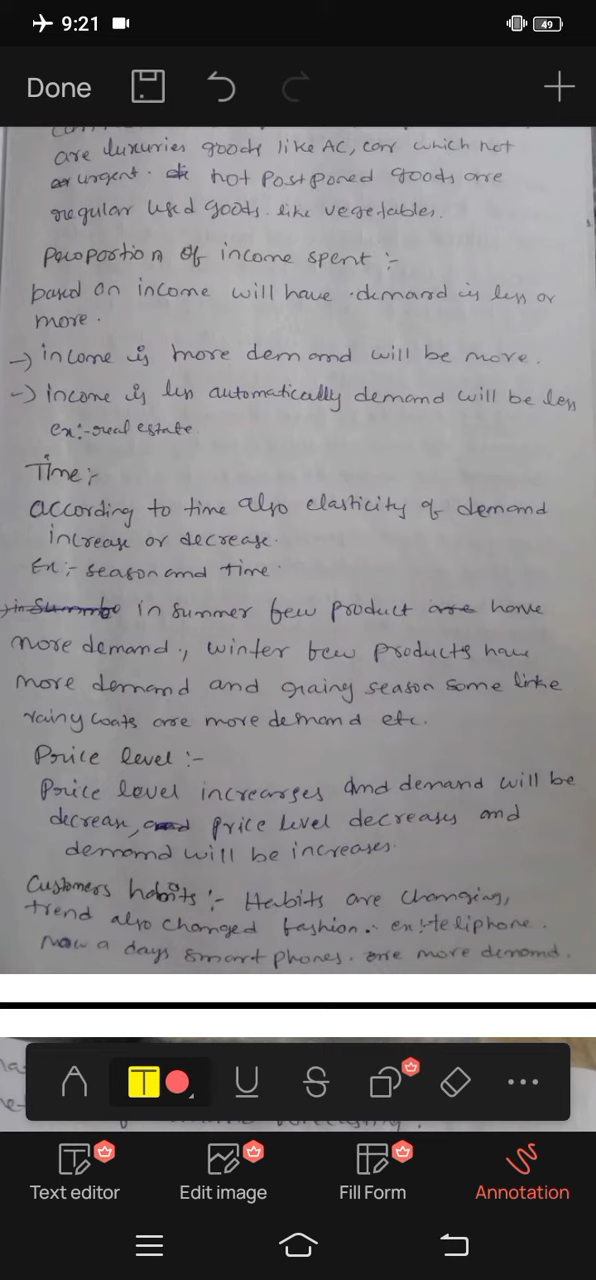 9:21
49
Done
are luxuries goods like AC, car which not
urgent. not postponed goods are
regular used goods. like vegetables.
Proportion of income spent :-
based on income will have demand is less or
more.
→ income is more demand will be more.
→ income is less automatically demand will be less
ex:- real estate.
Time :-
according to time also elasticity of demand
increase or decrease.
Ex :- season and time
in summer few product have
more demand, winter few products have
more demand and rainy season some like
rainy coats are more demand etc.
Price level :-
Price level increases and demand will be
decrease, price level decreases and
demand will be increases.
Customers habits :- Habits are changing,
trend also changed fashion. ex:- teliphone.
Now a days smart phones. are more demand.
T
U
S
Text editor
Edit image
Fill Form
Annotation